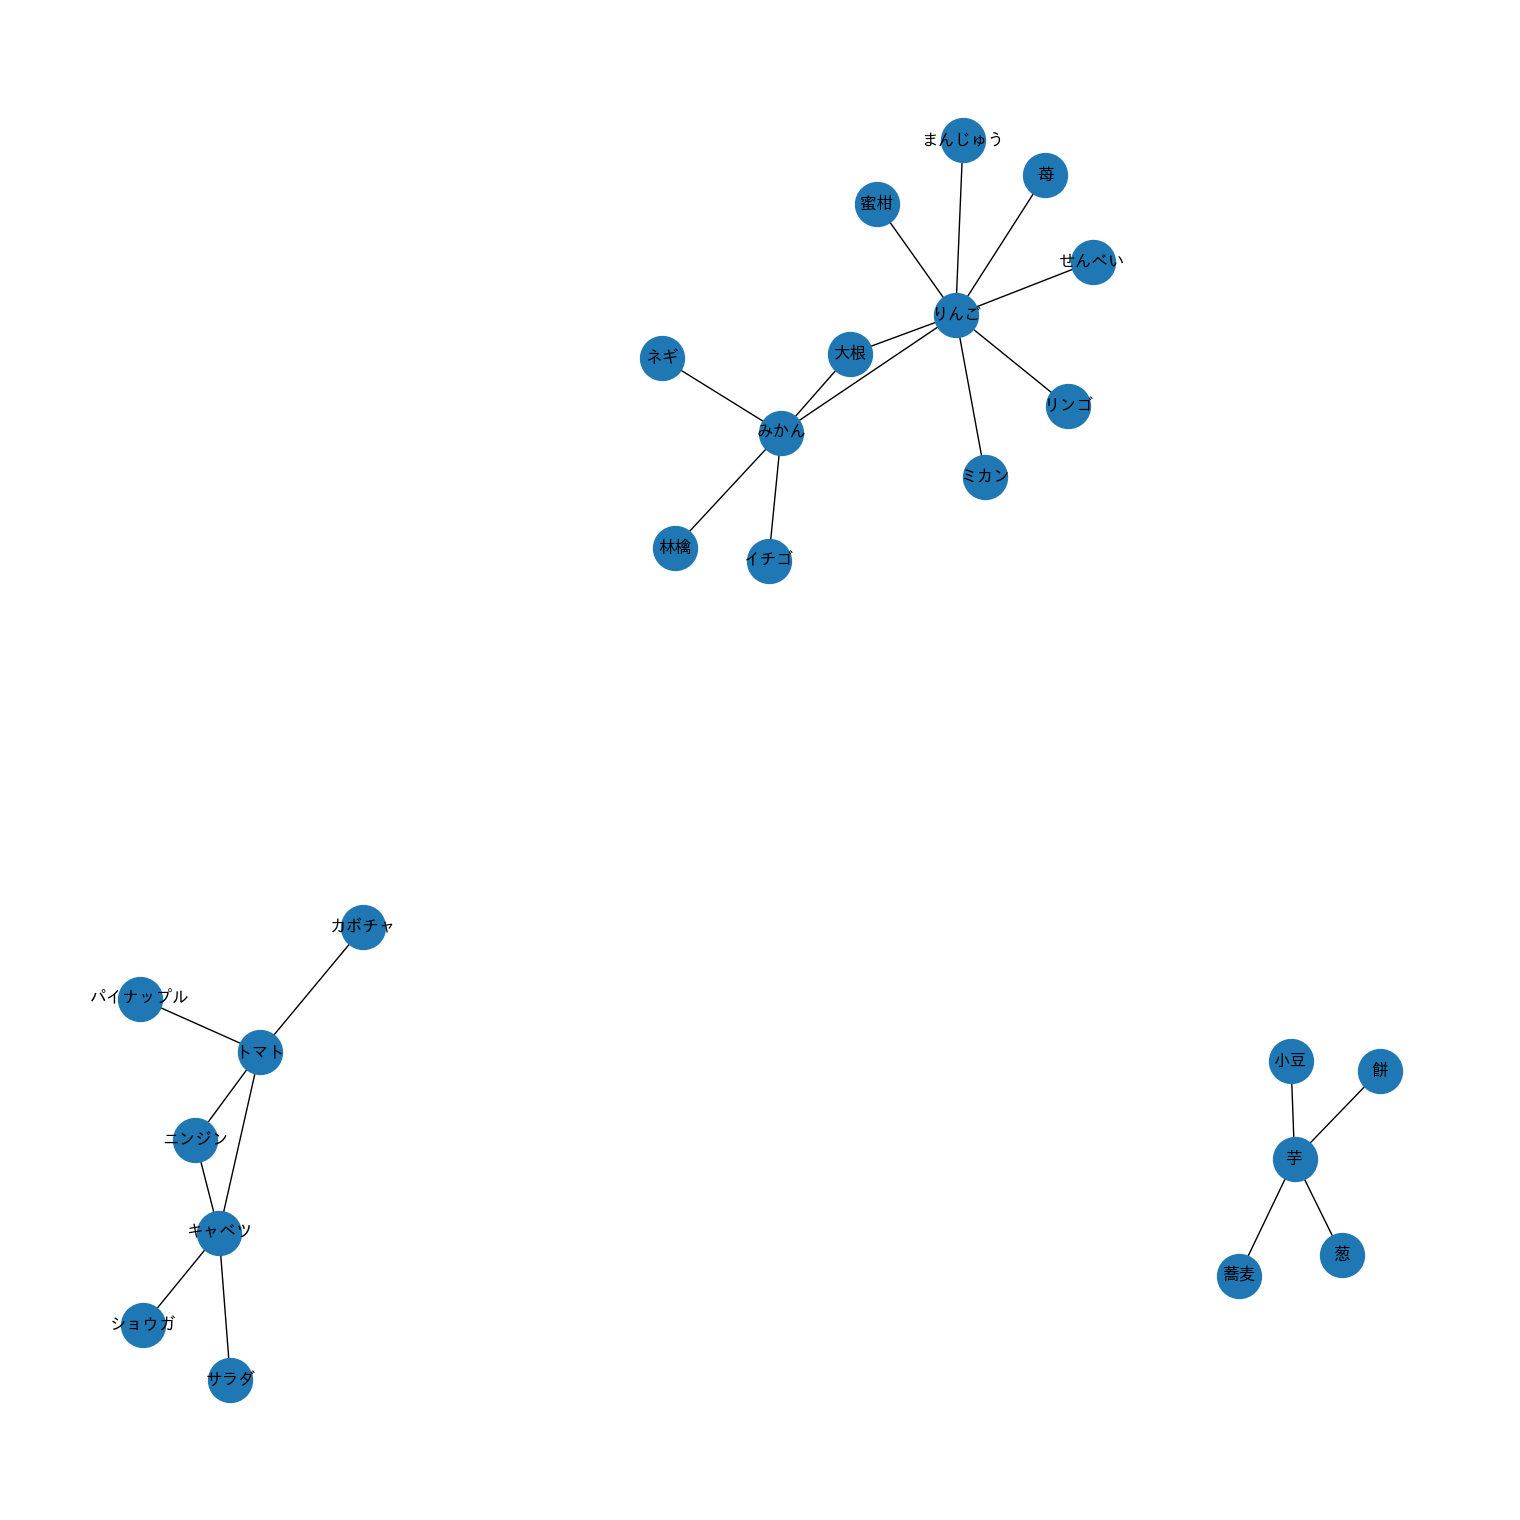 まんじゅう
苺
蜜柑
せんべい
りんご
大根
ネギ
リンゴ
みかん
ミカン
林檎
イチゴ
カボチャ
パイナップル
トマト
小豆
餅
ニンジン
芋
キャベツ
葱
蕎麦
ショウガ
サラダ